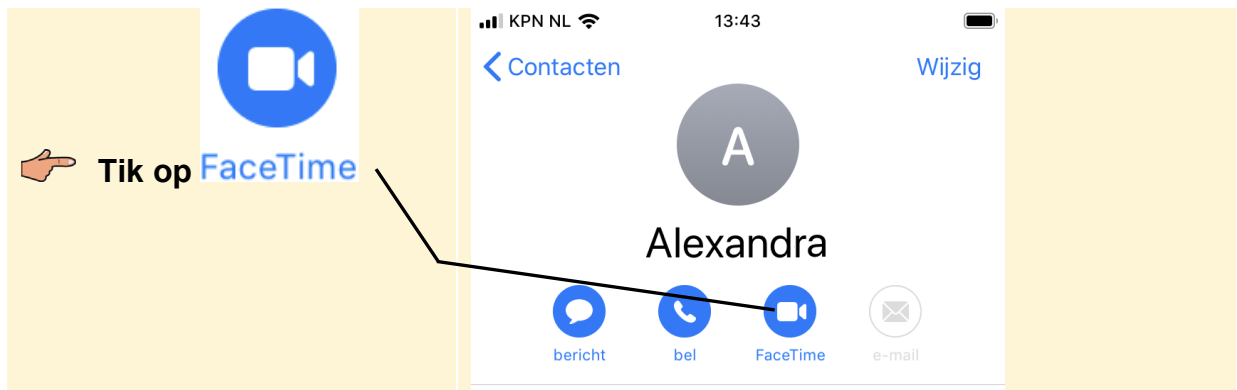 Tik op FaceTime
KPN NL 13:43
Contacten Wijzig
A
Alexandra
bericht bel FaceTime e-mail